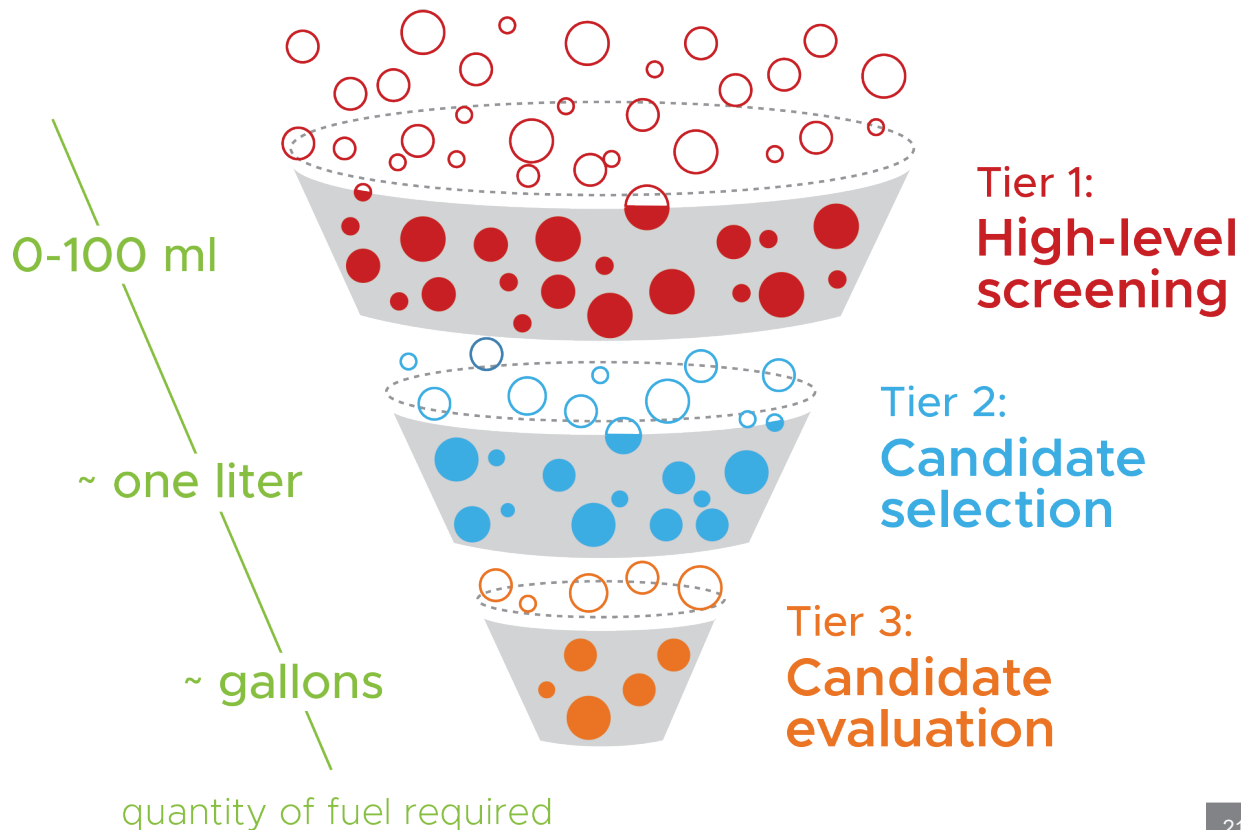 Tier 1:
High-level
screening
0-100 ml
Tier 2:
Candidate
selection
~ one liter
Tier 3:
Candidate
evaluation
~ gallons
quantity of fuel required
21